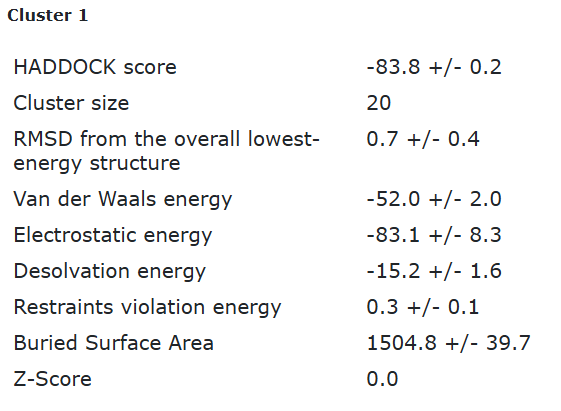 Cluster 1
HADDOCK score -83.8 +/- 0.2
Cluster size 20
RMSD from the overall lowest- 0.7 +/- 0.4
energy structure
Van der Waals energy -52.0 +/- 2.0
Electrostatic energy -83.1 +/- 8.3
Desolvation energy -15.2 +/- 1.6
Restraints violation energy 0.3 +/- 0.1
Buried Surface Area 1504.8 +/- 39.7
Z-Score 0.0